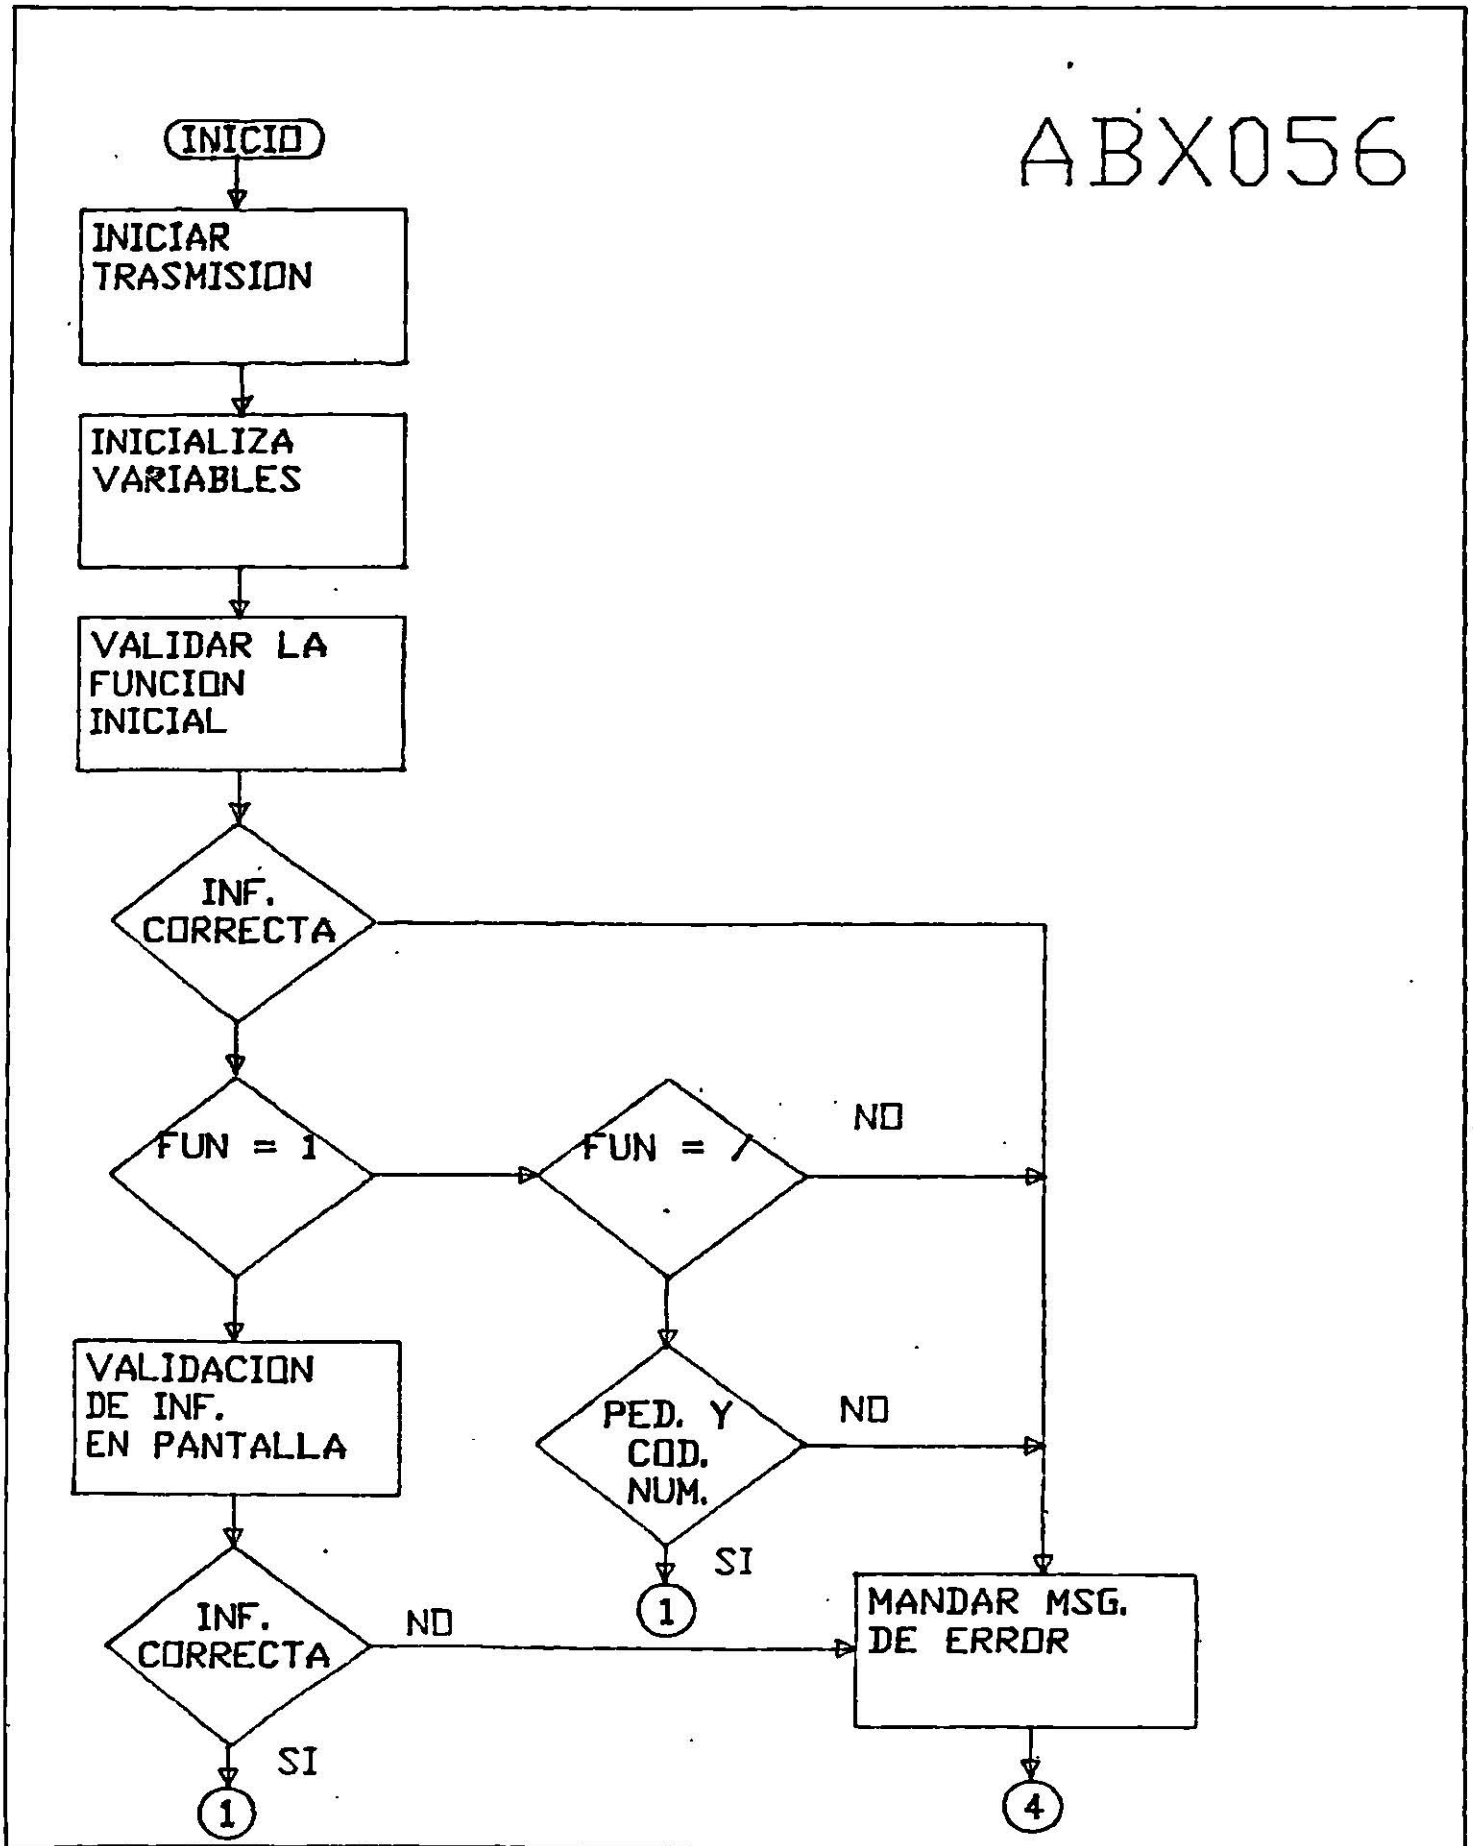 ABX056
INICIO
INICIAR
TRASMISION
INICIALIZA
VARIABLES
VALIDAR LA
FUNCION
INICIAL
INF.
CORRECTA
FUN = 1
FUN = /
NO
VALIDACION
DE INF.
EN PANTALLA
PED. Y
COD.
NUM.
NO
SI
1
INF.
CORRECTA
NO
MANDAR MSG.
DE ERROR
SI
1
4